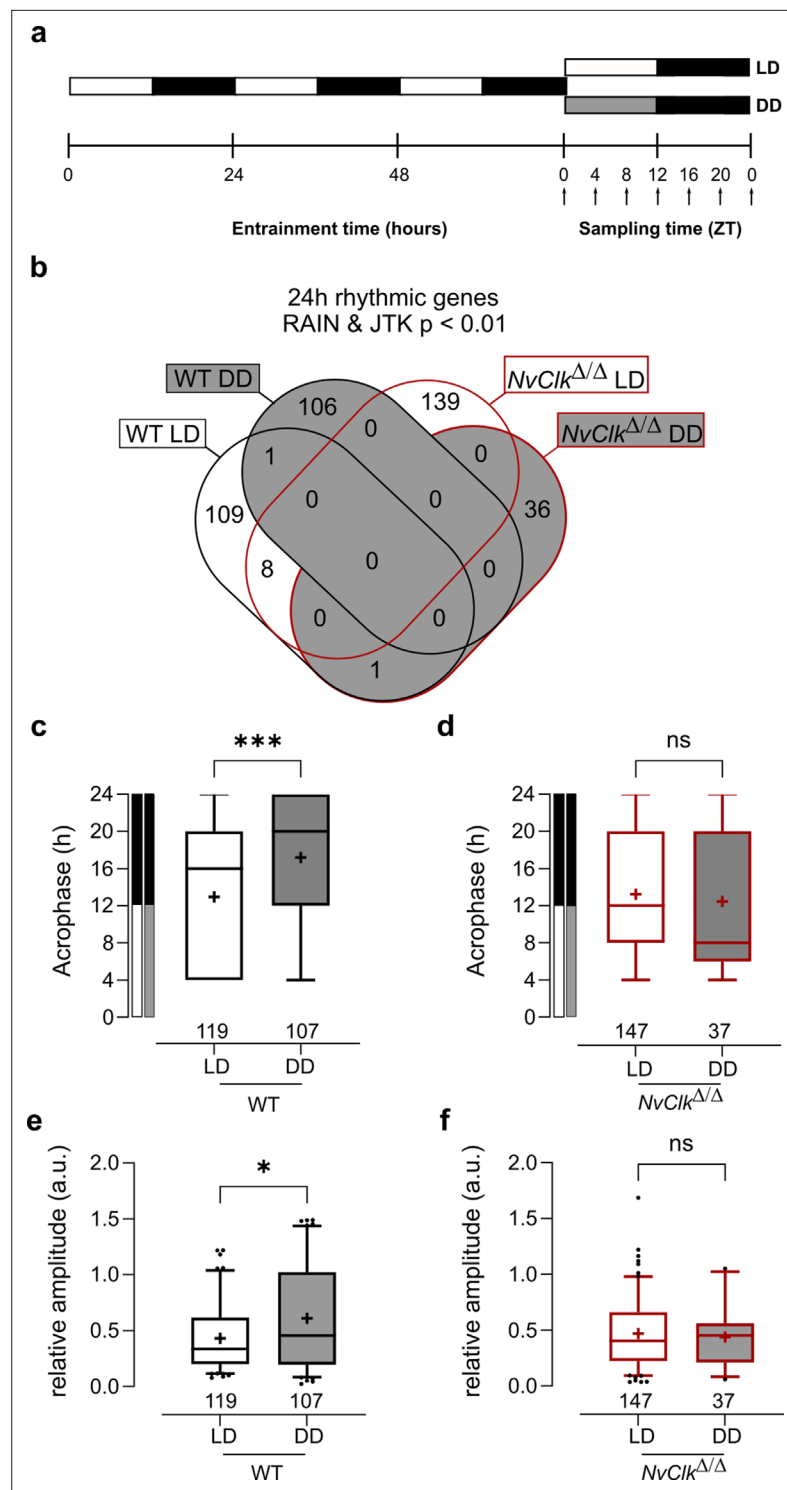 a
LD
DD
0 24 48 0 4 8 12 16 20 0
Entrainment time (hours) Sampling time (ZT)
b
24h rhythmic genes
RAIN & JTK p < 0.01
WT DD
NvClk^Δ/Δ LD
WT LD
NvClk^Δ/Δ DD
106 139
0
1 0
109 0 0 36
8 0 0
0 0
1
c
***
24
20
16
12
8
4
0
Acrophase (h)
119 107
LD DD
WT
d
ns
24
20
16
12
8
4
0
Acrophase (h)
147 37
LD DD
NvClk^Δ/Δ
e
*
2.0
1.5
1.0
0.5
0.0
relative amplitude (a.u.)
119 107
LD DD
WT
f
ns
2.0
1.5
1.0
0.5
0.0
relative amplitude (a.u.)
147 37
LD DD
NvClk^Δ/Δ